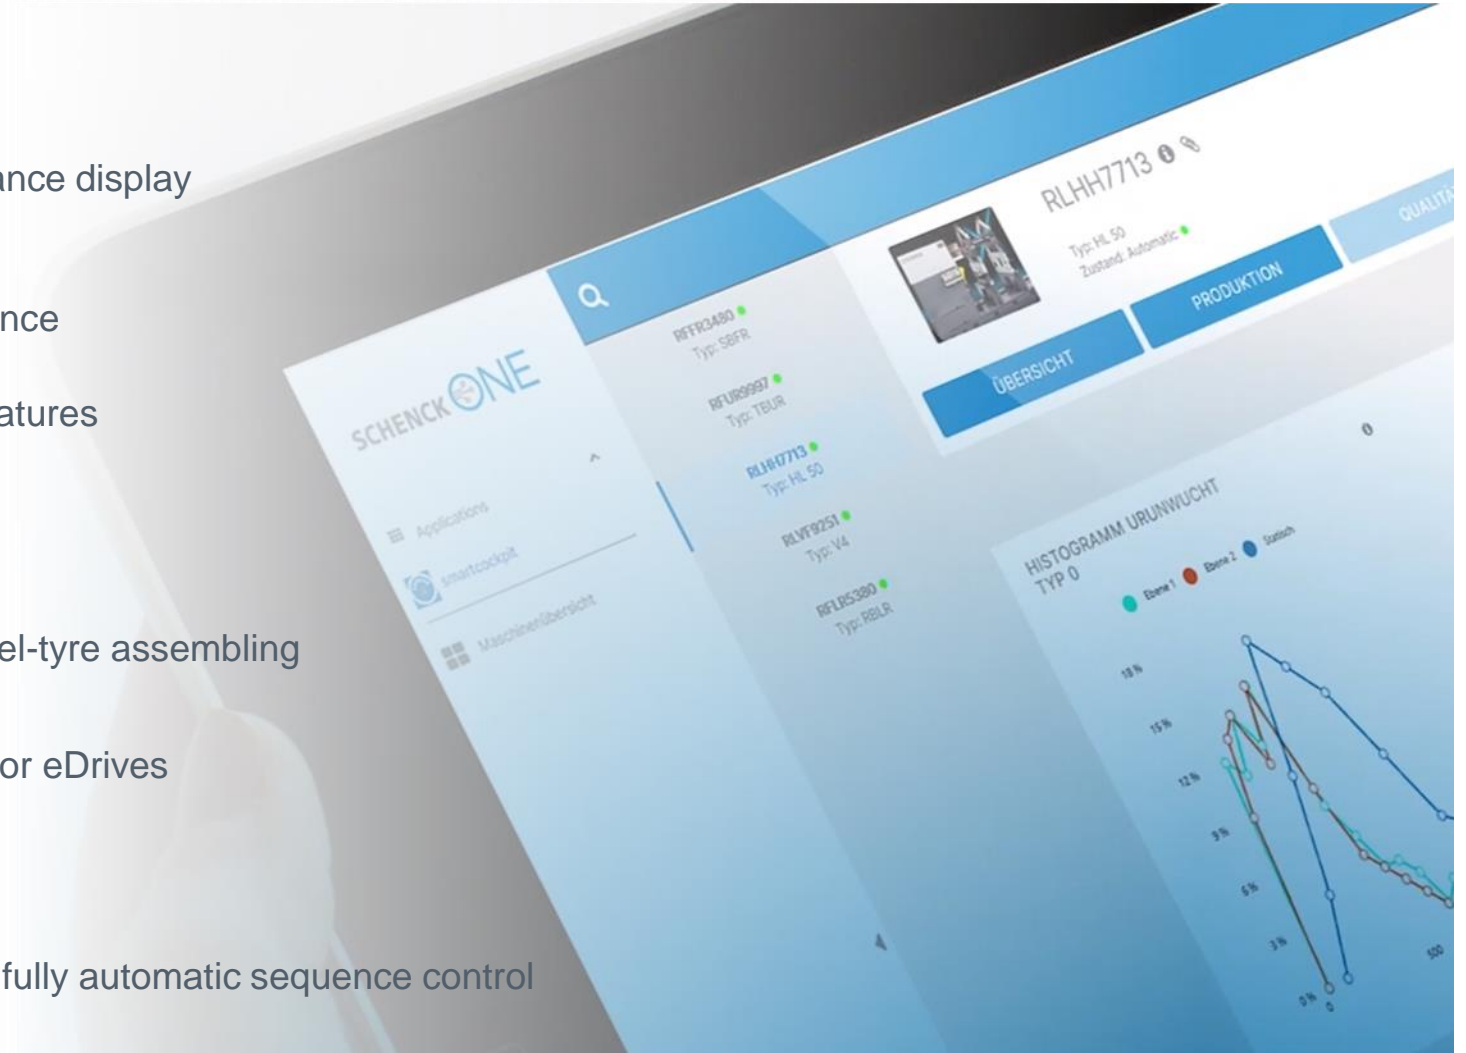 ance display
nce
atures
el-tyre assembling
or eDrives
fully automatic sequence control
SCHENCK ONE
Applications
smartcockpit
Maschinenübersicht
RFFR3480
Typ: SBFR
RFUR9997
Typ: TBUR
RLHH7713
Typ: HL 50
RLVF9251
Typ: V4
RFLR5380
Typ: RBLR
RLHH7713
Typ: HL 50
Zustand: Automatic
ÜBERSICHT
PRODUKTION
QUALITÄ
HISTOGRAMM URUNWUCHT
TYP 0
Ebene 1 Ebene 2 Statisch
18 %
15 %
12 %
9 %
6 %
3 %
0 %
0 500